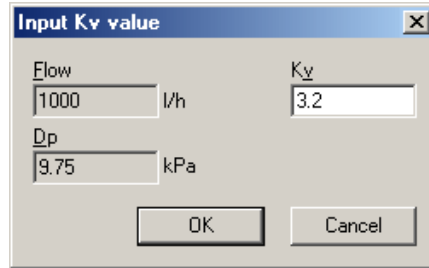 Input Kv value
Flow Kv
1000 l/h 3.2
Dp
9.75 kPa
OK Cancel